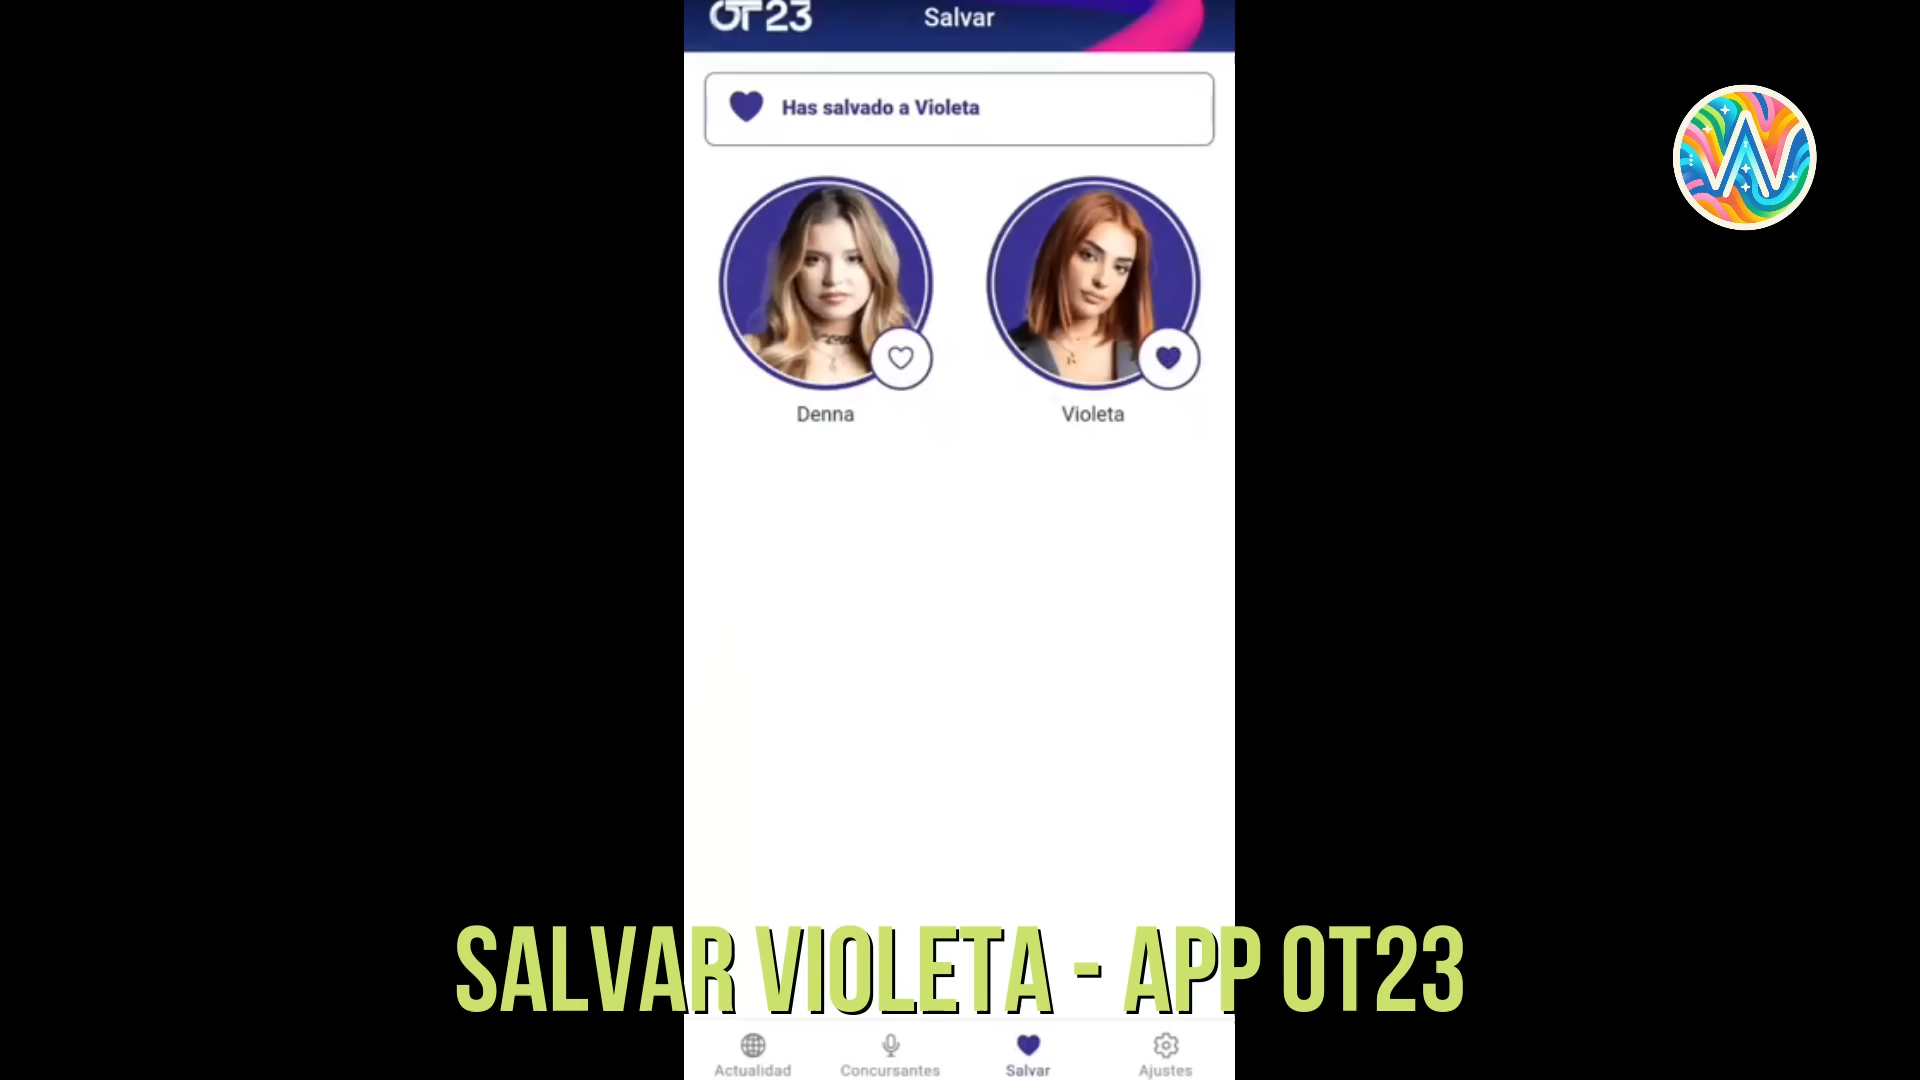 OT23
Salvar
Has salvado a Violeta
Denna
Violeta
SALVAR VIOLETA - APP OT23
Actualidad
Concursantes
Salvar
Ajustes
W